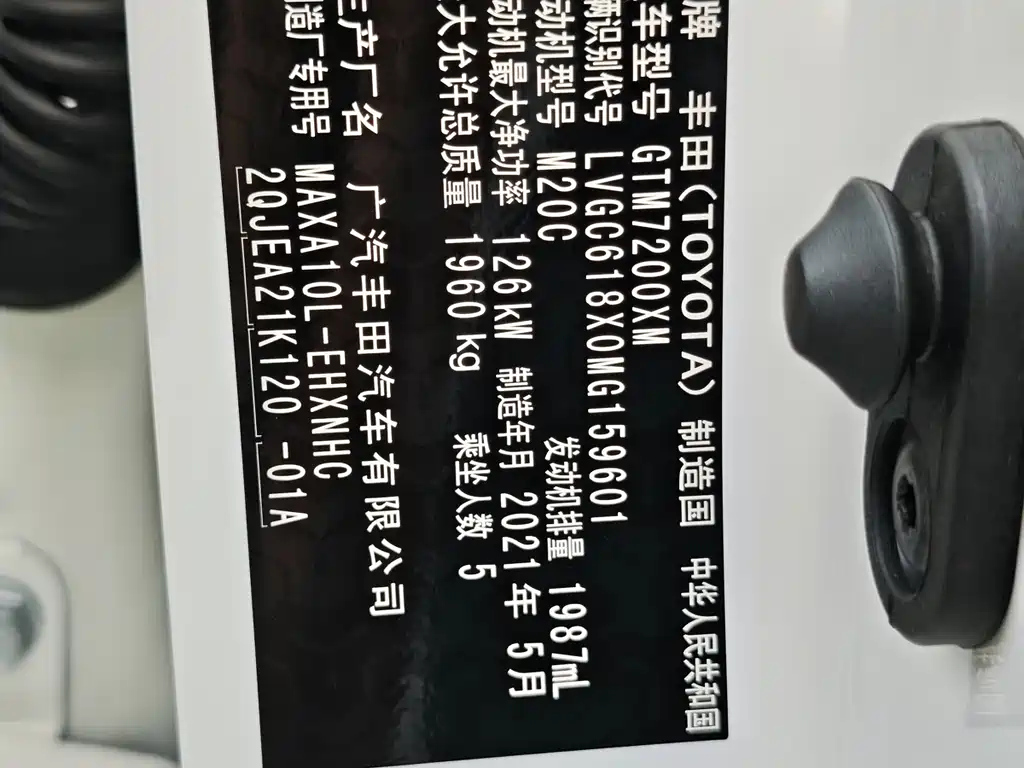 牌 丰田(TOYOTA) 制造国 中华人民共和国
车型号 GTM7200XM
辆识别代号 LVGC618X0MG159601
动机型号 M20C 发动机排量 1987mL
动机最大净功率 126kW 制造年月 2021年 5月
大允许总质量 1960kg 乘坐人数 5
生产厂名 广汽丰田汽车有限公司
造厂专用号 MAXA10L-EHXNHC
2QJEA21K120 -01A